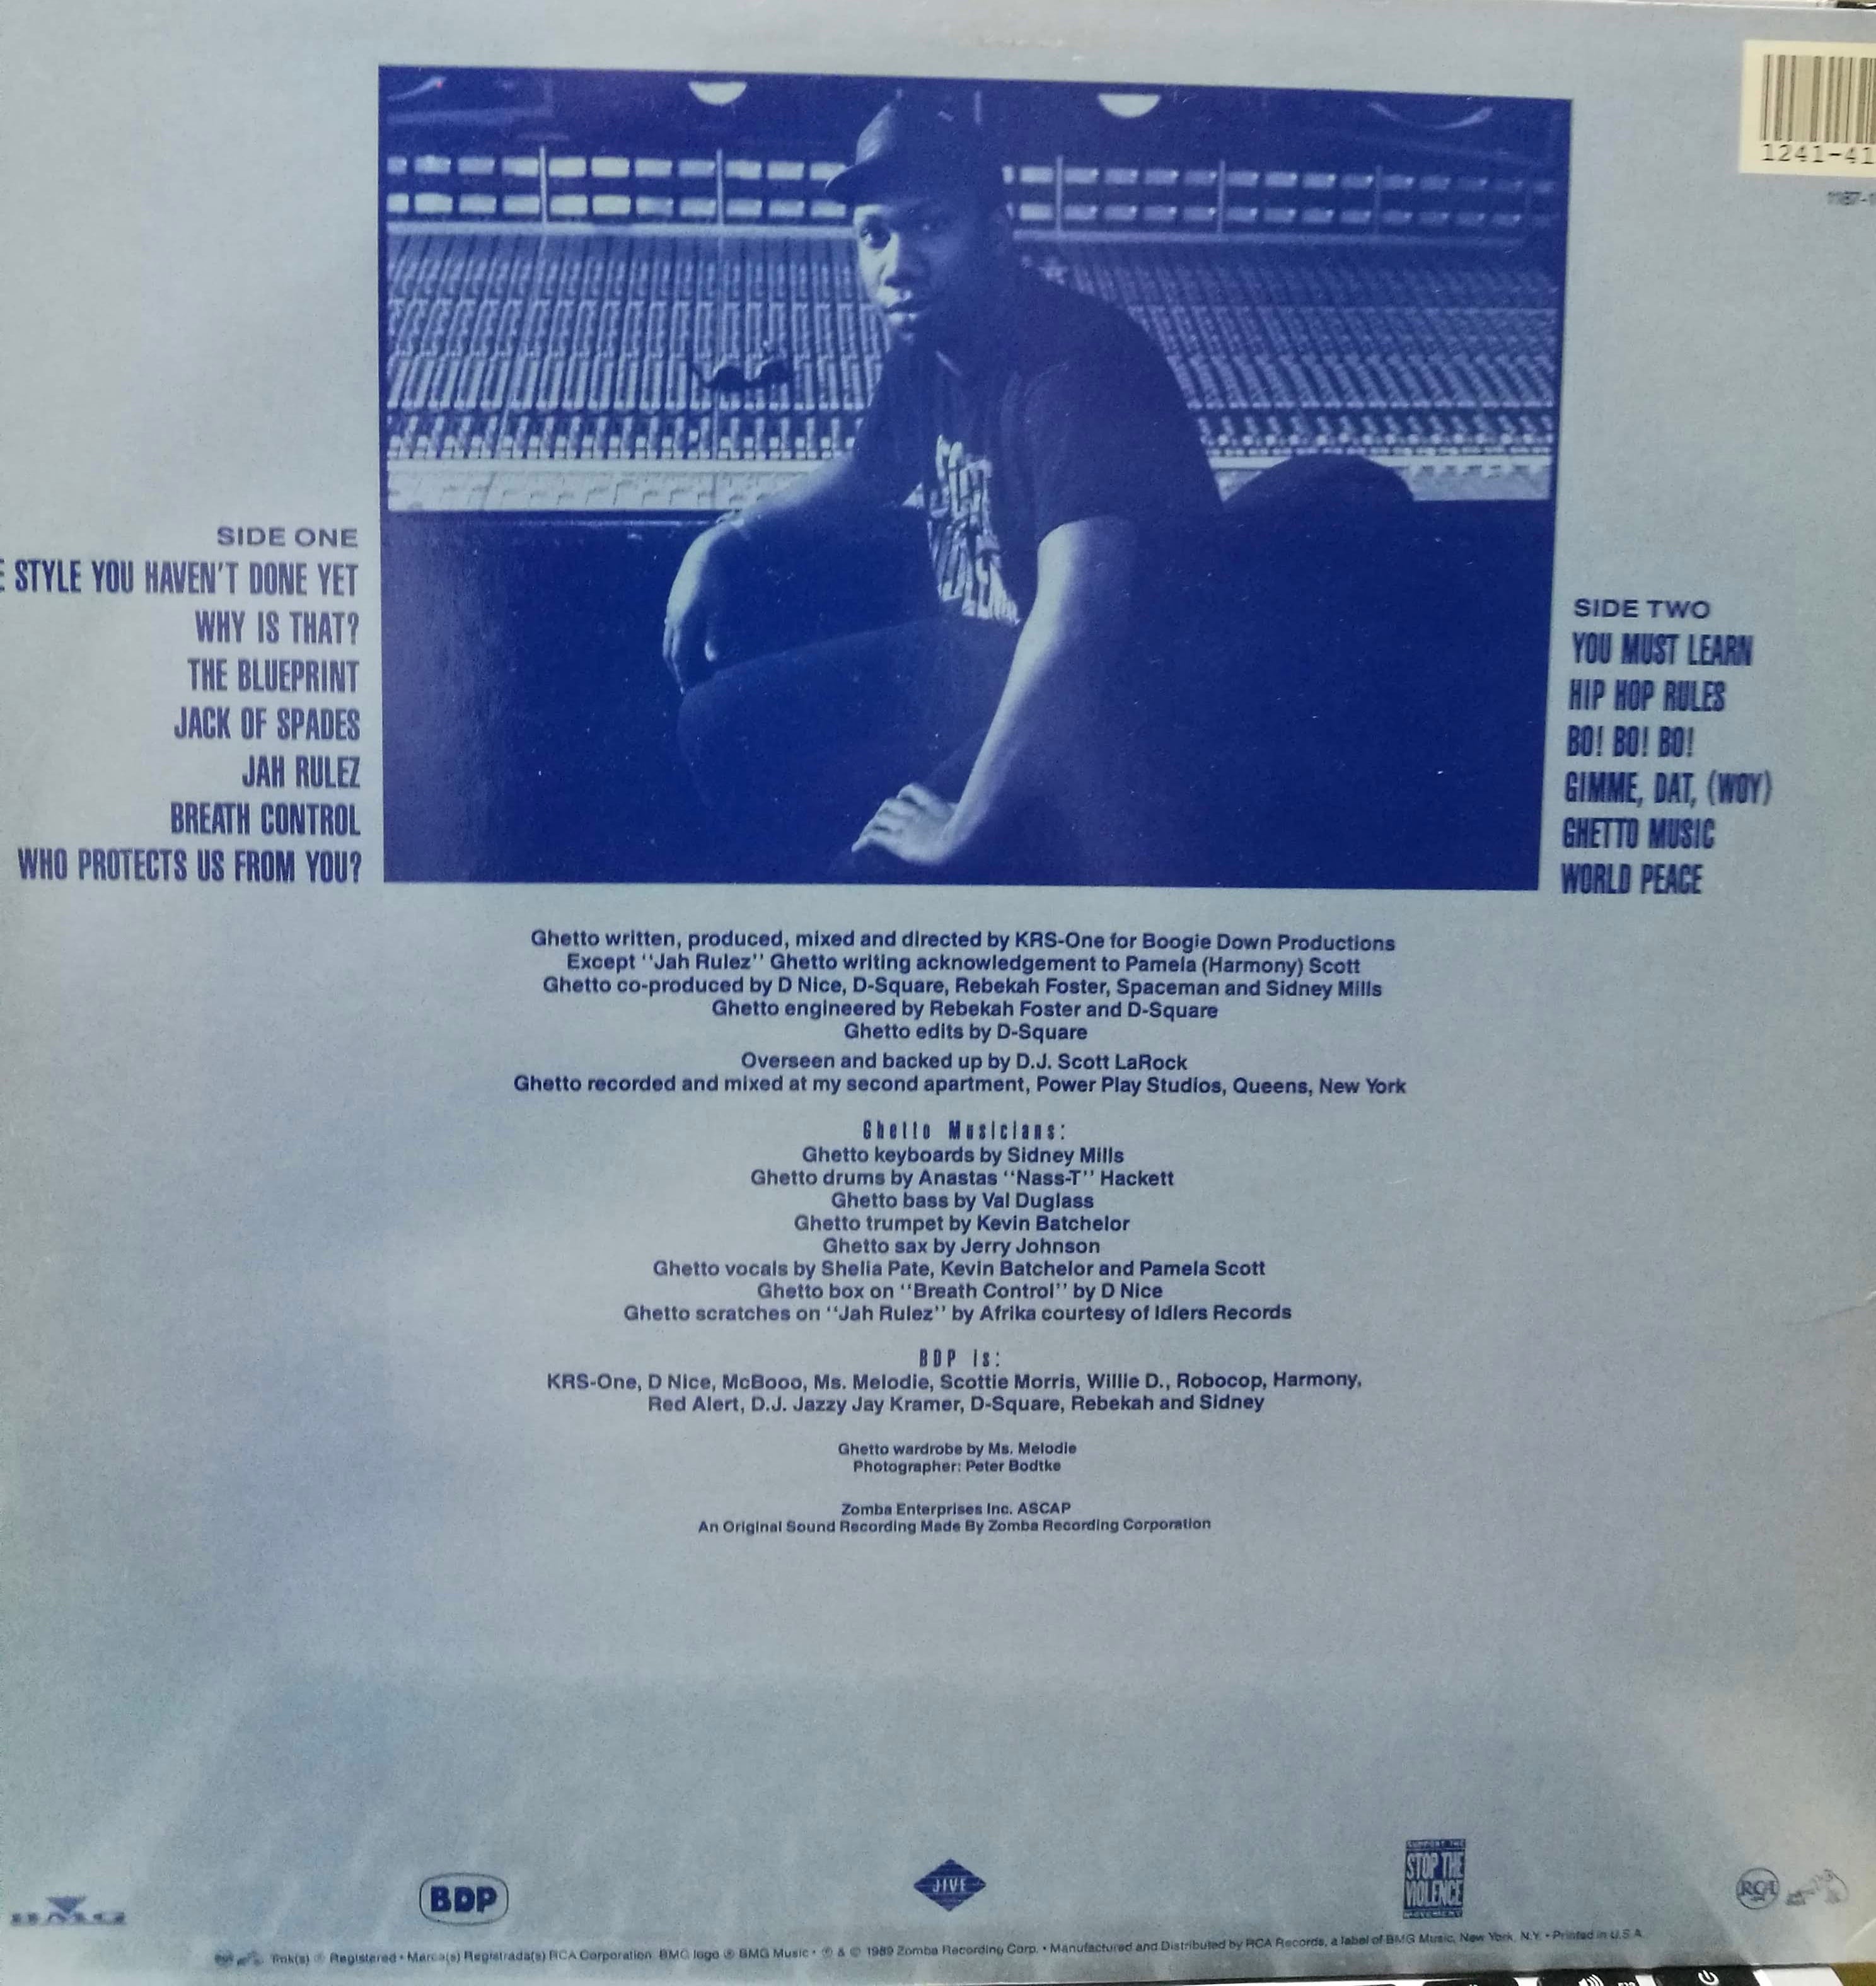 1241-41
1187-1
SIDE ONE
E STYLE YOU HAVEN'T DONE YET
WHY IS THAT?
THE BLUEPRINT
JACK OF SPADES
JAH RULEZ
BREATH CONTROL
WHO PROTECTS US FROM YOU?
SIDE TWO
YOU MUST LEARN
HIP HOP RULES
BO! BO! BO!
GIMME, DAT, (WOY)
GHETTO MUSIC
WORLD PEACE
Ghetto written, produced, mixed and directed by KRS-One for Boogie Down Productions
Except "Jah Rulez" Ghetto writing acknowledgement to Pamela (Harmony) Scott
Ghetto co-produced by D Nice, D-Square, Rebekah Foster, Spaceman and Sidney Mills
Ghetto engineered by Rebekah Foster and D-Square
Ghetto edits by D-Square
Overseen and backed up by D.J. Scott LaRock
Ghetto recorded and mixed at my second apartment, Power Play Studios, Queens, New York
Ghetto Musicians:
Ghetto keyboards by Sidney Mills
Ghetto drums by Anastas "Nass-T" Hackett
Ghetto bass by Val Duglass
Ghetto trumpet by Kevin Batchelor
Ghetto sax by Jerry Johnson
Ghetto vocals by Shelia Pate, Kevin Batchelor and Pamela Scott
Ghetto box on "Breath Control" by D Nice
Ghetto scratches on "Jah Rulez" by Afrika courtesy of Idlers Records
BDP is:
KRS-One, D Nice, McBooo, Ms. Melodie, Scottie Morris, Willie D., Robocop, Harmony,
Red Alert, D.J. Jazzy Jay Kramer, D-Square, Rebekah and Sidney
Ghetto wardrobe by Ms. Melodie
Photographer: Peter Bodtke
Zomba Enterprises Inc. ASCAP
An Original Sound Recording Made By Zomba Recording Corporation
BMG
BDP
JIVE
SUPPORT THE
STOP THE
VIOLENCE
MOVEMENT
RCA
Tmk(s) ® Registered • Marca(s) Registrada(s) RCA Corporation. BMG logo ® BMG Music • ℗ & © 1989 Zomba Recording Corp. • Manufactured and Distributed by RCA Records, a label of BMG Music, New York, N.Y. • Printed in U.S.A.